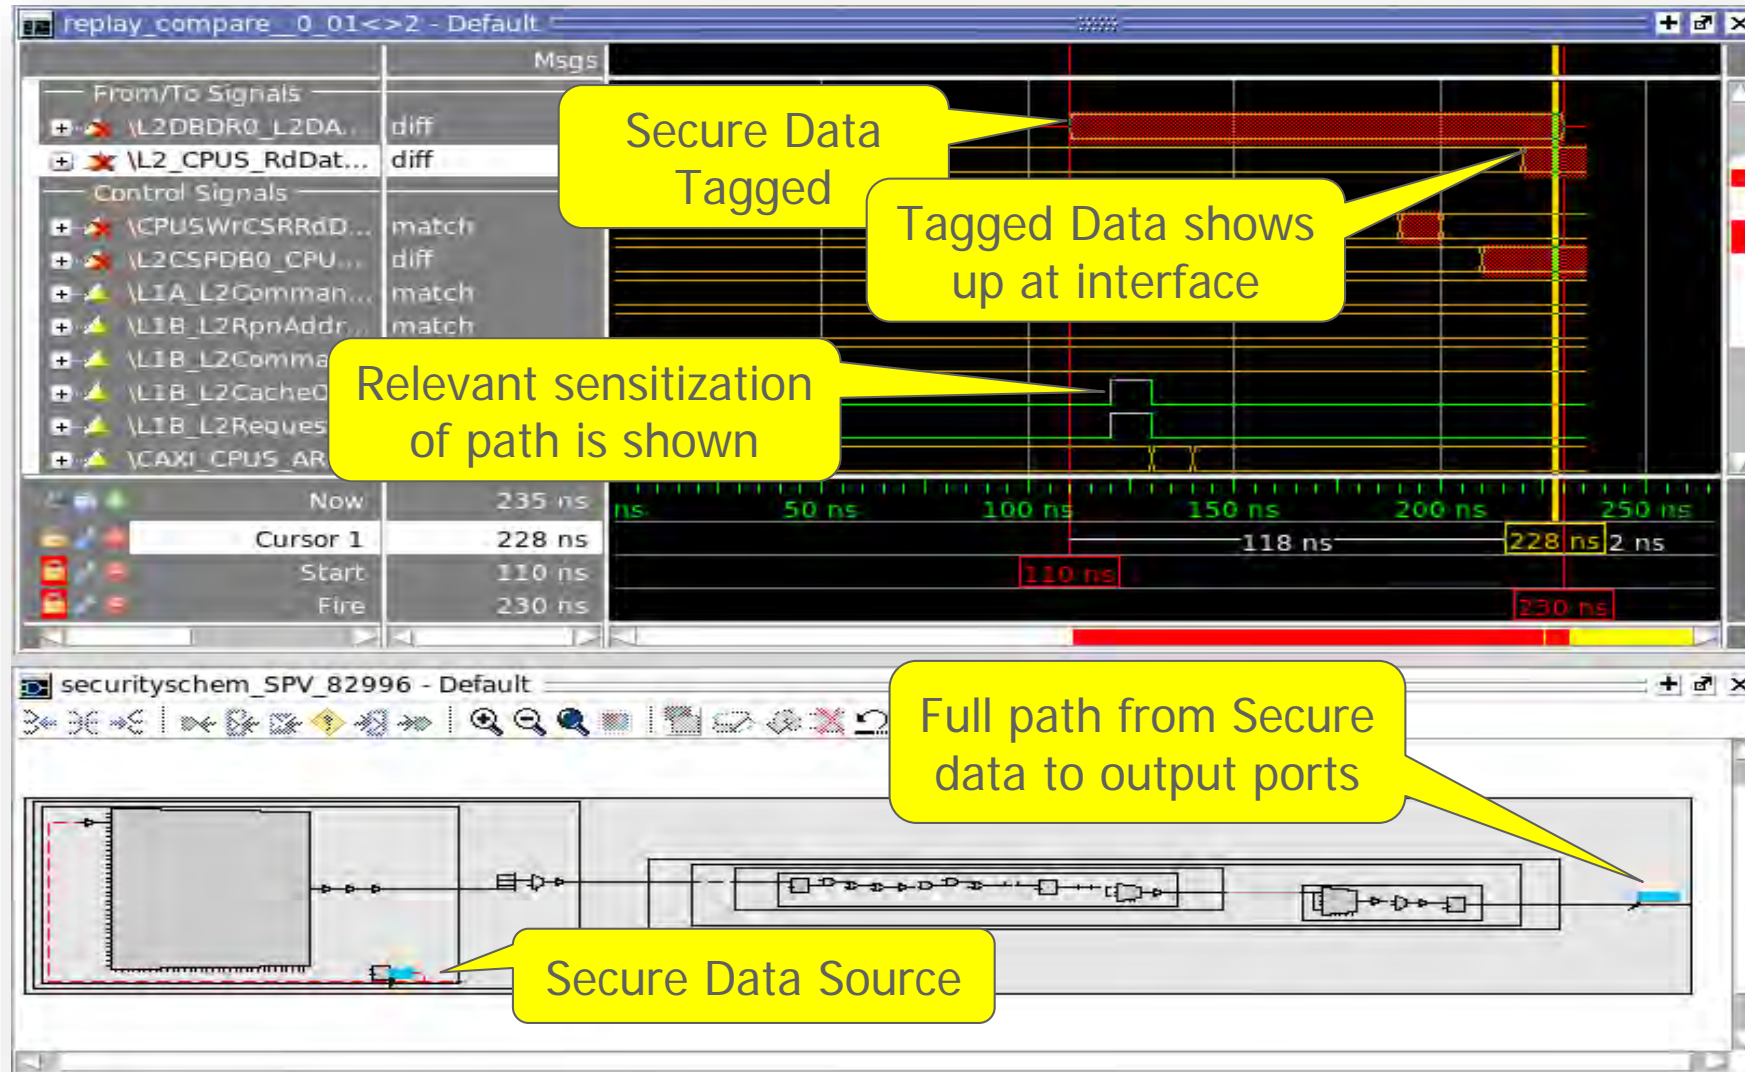 replay_compare__0_01<>2 - Default
Msgs
From/To Signals
\L2DBDR0_L2DA... diff
\L2_CPUS_RdDat... diff
Control Signals
\CPUSWrCSRRdD... match
\L2CSPDB0_CPU... diff
\L1A_L2Comman... match
\L1B_L2RpnAddr... match
\L1B_L2Comma
\L1B_L2Cache
\L1B_L2Reques
\CAXI_CPUS_AR
Secure Data
Tagged
Tagged Data shows
up at interface
Relevant sensitization
of path is shown
Now 235 ns
ns 50 ns 100 ns 150 ns 200 ns 250 ns
Cursor 1 228 ns
118 ns 228 ns 2 ns
Start 110 ns
110 ns
Fire 230 ns
230 ns
securityschem_SPV_82996 - Default
Full path from Secure
data to output ports
Secure Data Source